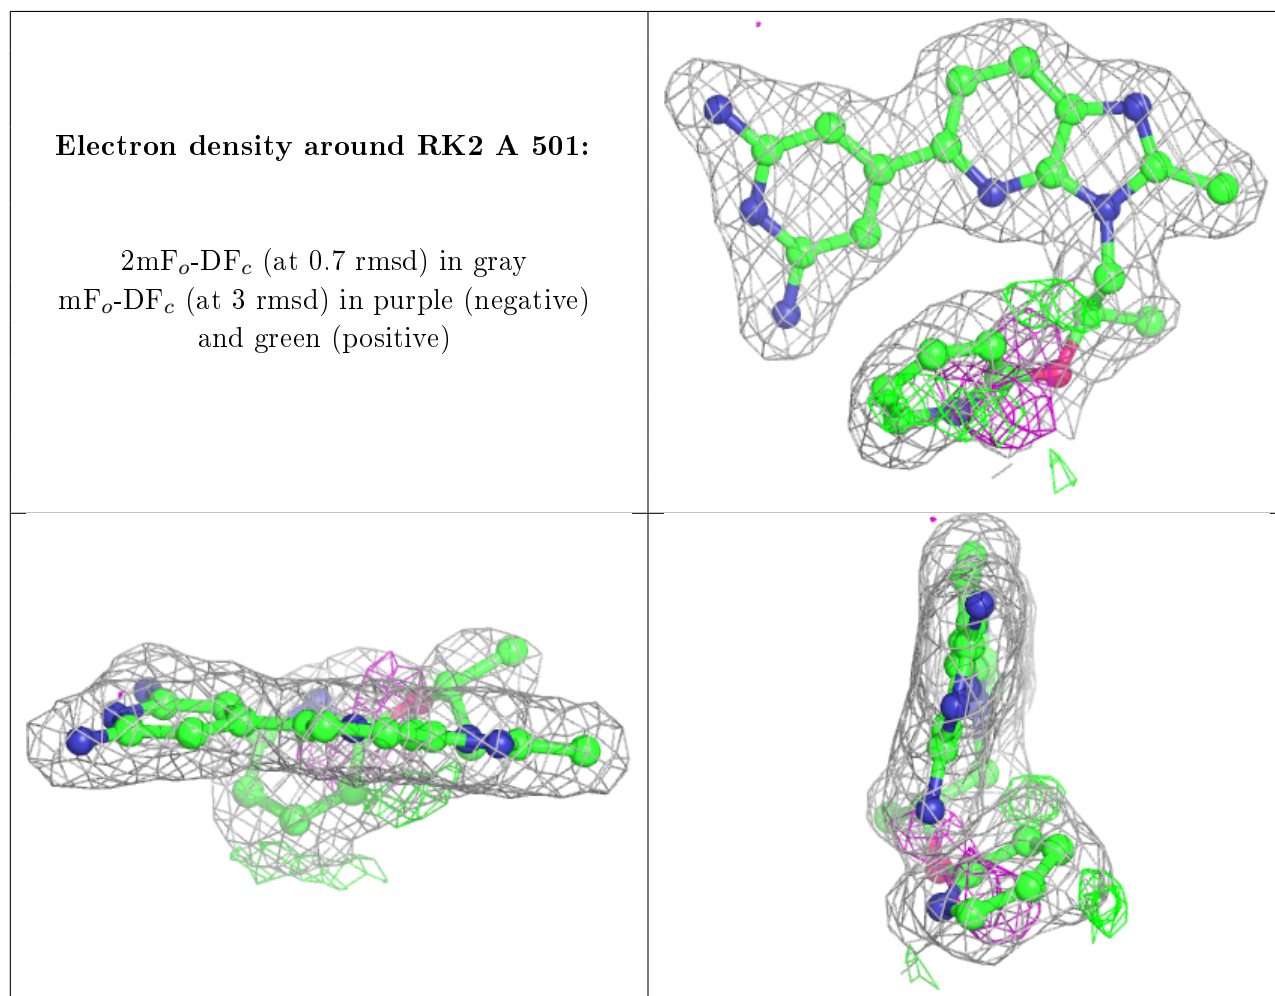 Electron density around RK2 A 501:
2mFₒ-DF𝒸 (at 0.7 rmsd) in gray
mFₒ-DF𝒸 (at 3 rmsd) in purple (negative)
and green (positive)